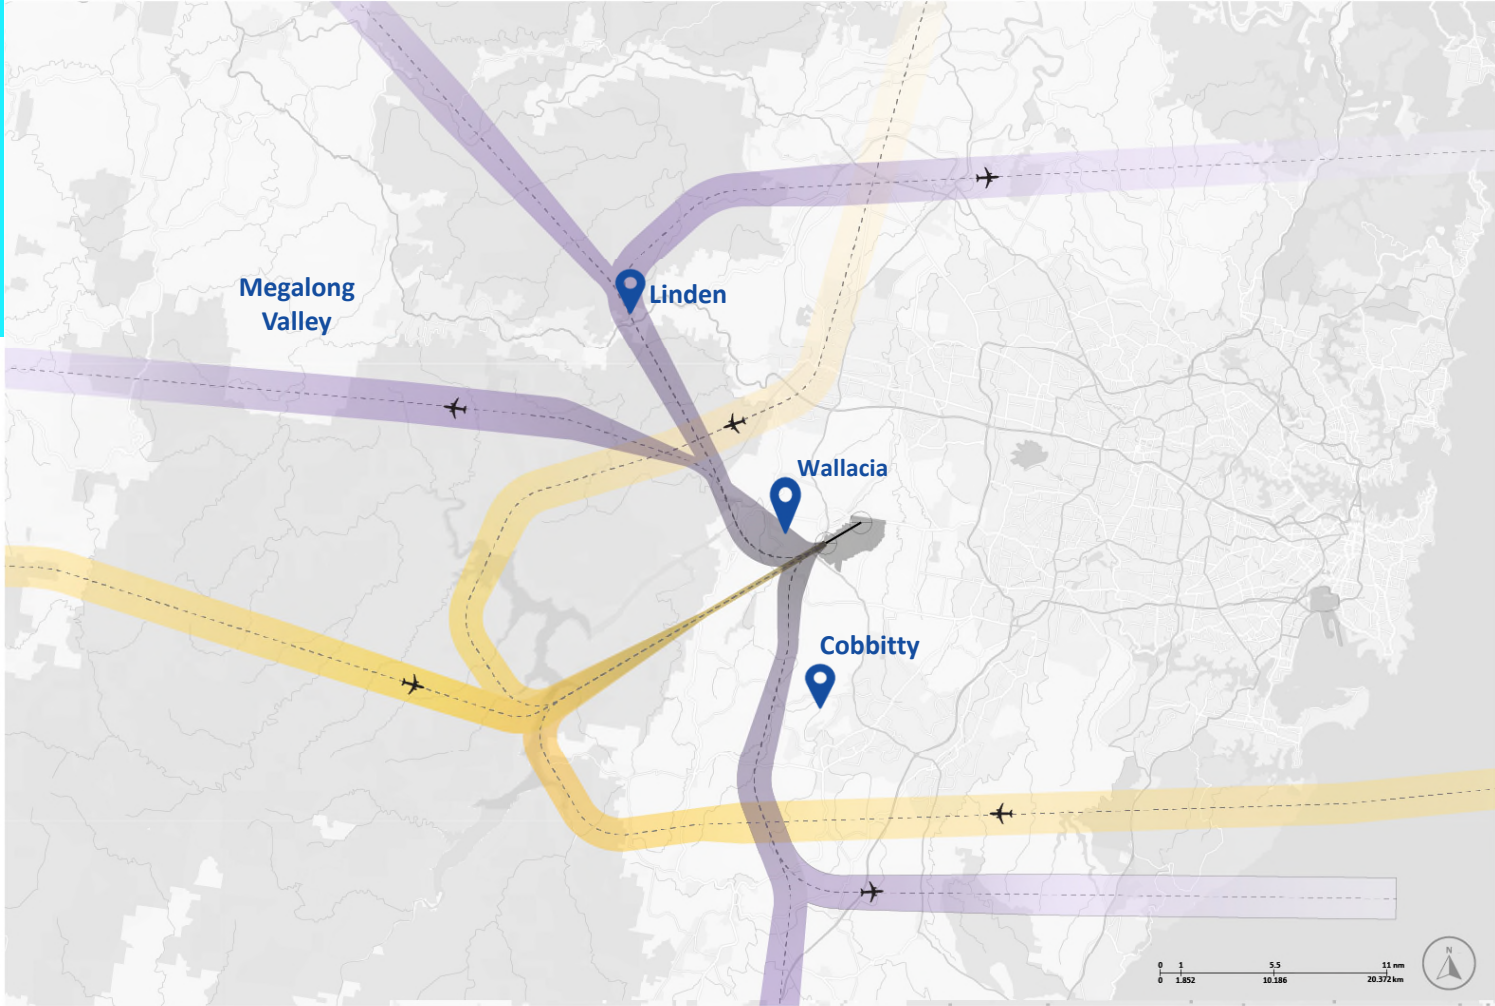 Megalong
Valley
Linden
Wallacia
Cobbitty
N
0 1 5.5 11 nm
0 1.852 10.186 20.372 km